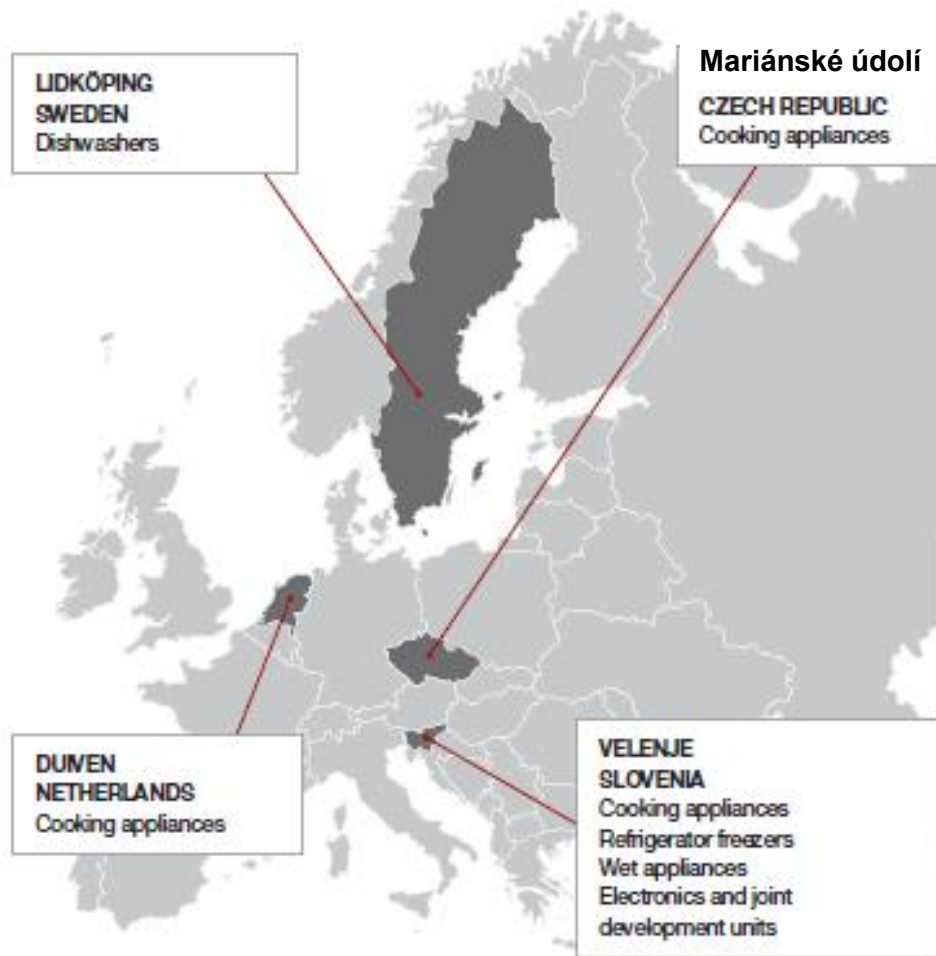 LIDKÖPING
SWEDEN
Dishwashers
Mariánské údolí
CZECH REPUBLIC
Cooking appliances
DUIVEN
NETHERLANDS
Cooking appliances
VELENJE
SLOVENIA
Cooking appliances
Refrigerator freezers
Wet appliances
Electronics and joint
development units